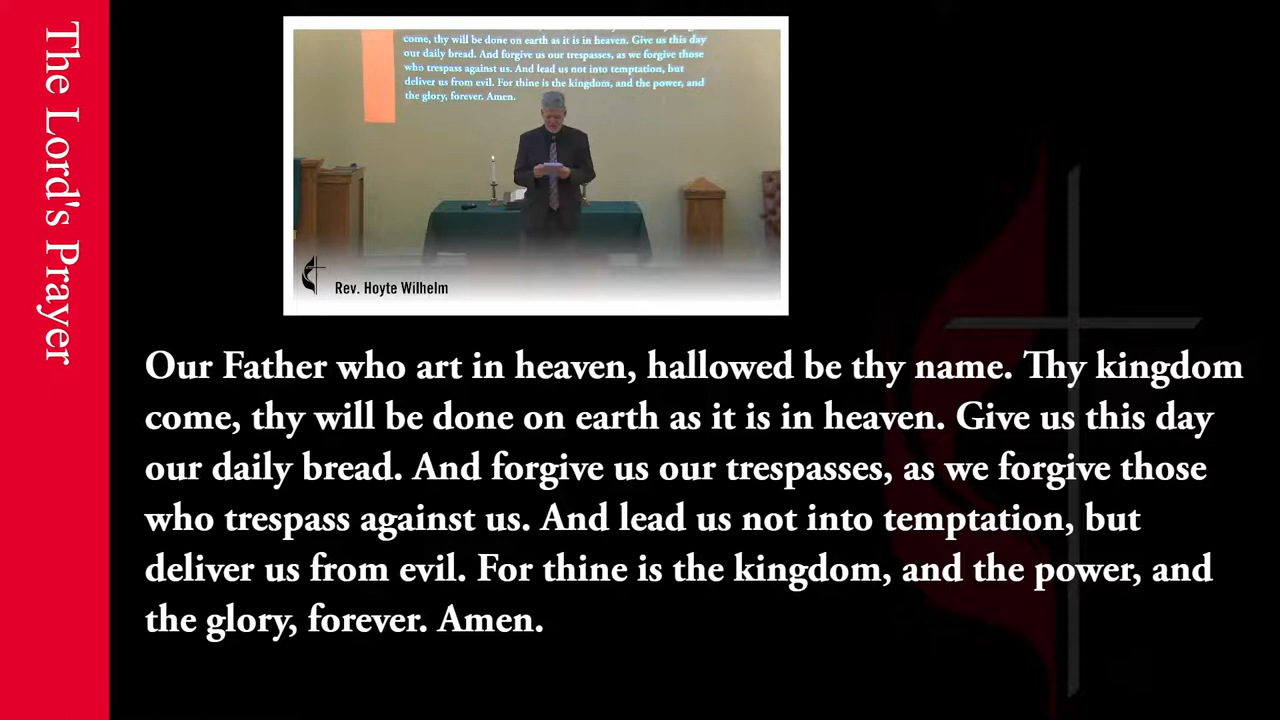 The Lord's Prayer
come, thy will be done on earth as it is in heaven. Give us this day
our daily bread. And forgive us our trespasses, as we forgive those
who trespass against us. And lead us not into temptation, but
deliver us from evil. For thine is the kingdom, and the power, and
the glory, forever. Amen.
Rev. Hoyte Wilhelm
Our Father who art in heaven, hallowed be thy name. Thy kingdom
come, thy will be done on earth as it is in heaven. Give us this day
our daily bread. And forgive us our trespasses, as we forgive those
who trespass against us. And lead us not into temptation, but
deliver us from evil. For thine is the kingdom, and the power, and
the glory, forever. Amen.